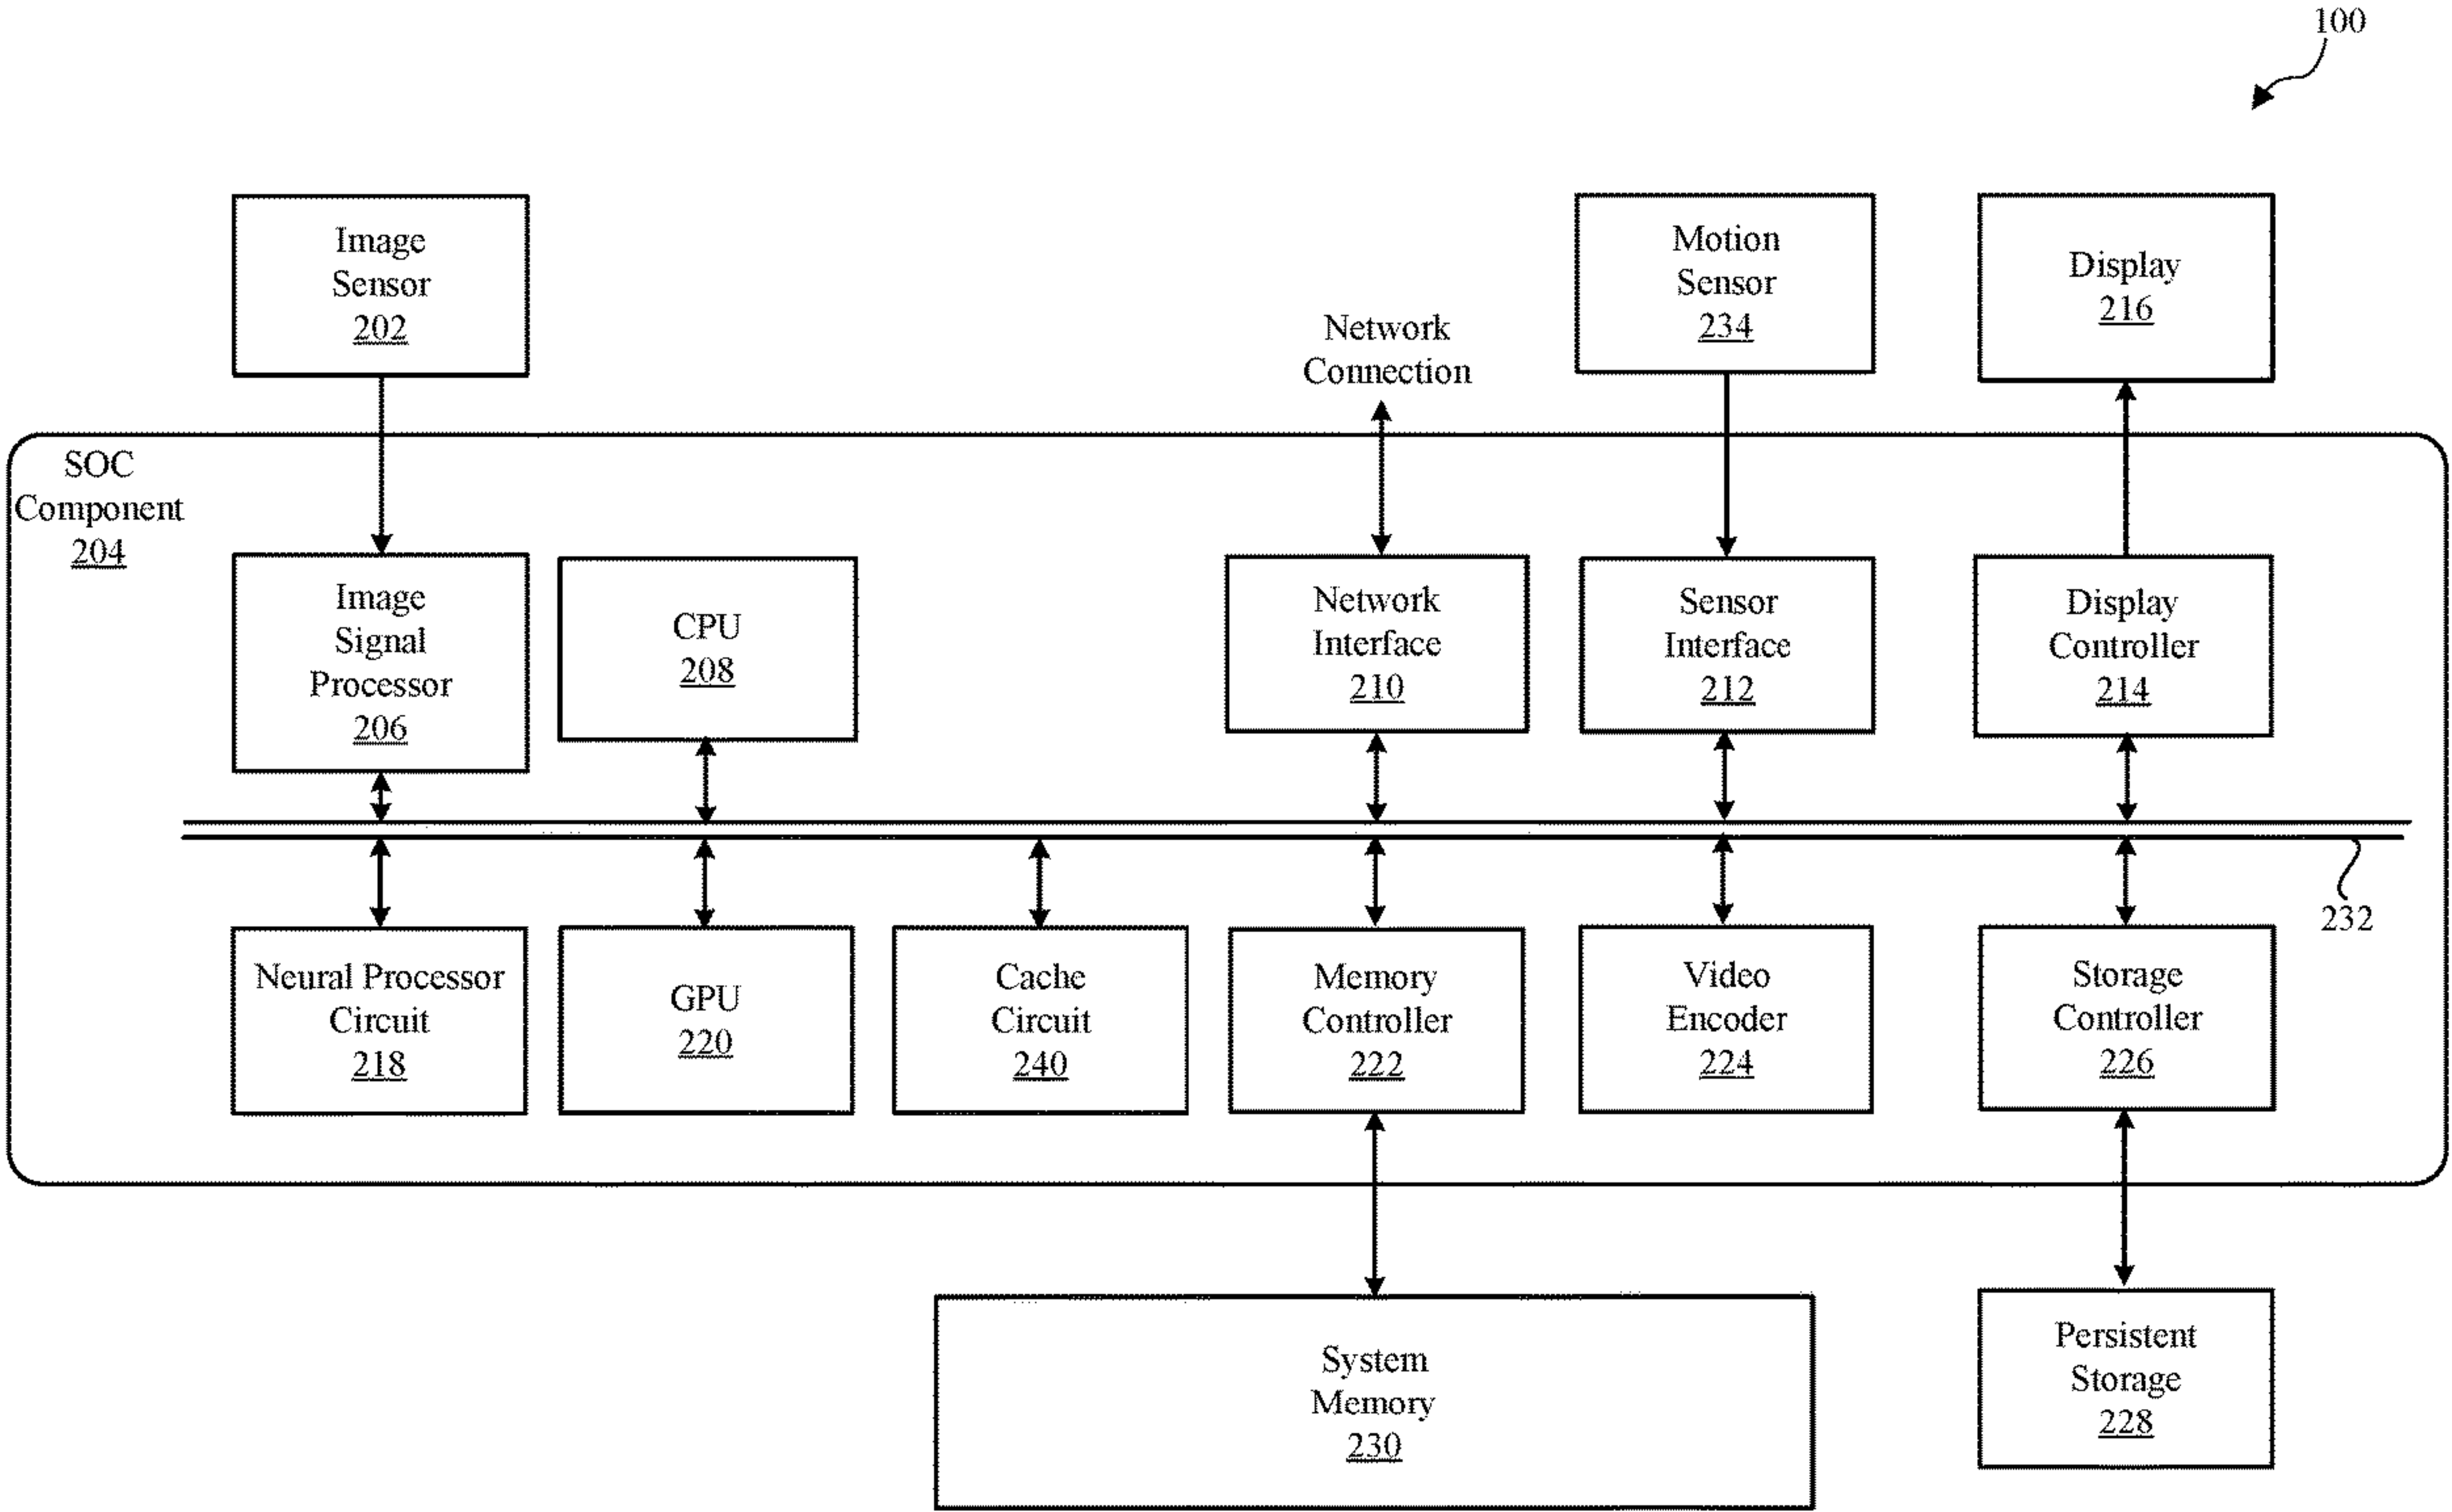 100
Image
Sensor
202
Network
Connection
Motion
Sensor
234
Display
216
SOC
Component
204
Image
Signal
Processor
206
CPU
208
Network
Interface
210
Sensor
Interface
212
Display
Controller
214
232
Neural Processor
Circuit
218
GPU
220
Cache
Circuit
240
Memory
Controller
222
Video
Encoder
224
Storage
Controller
226
System
Memory
230
Persistent
Storage
228